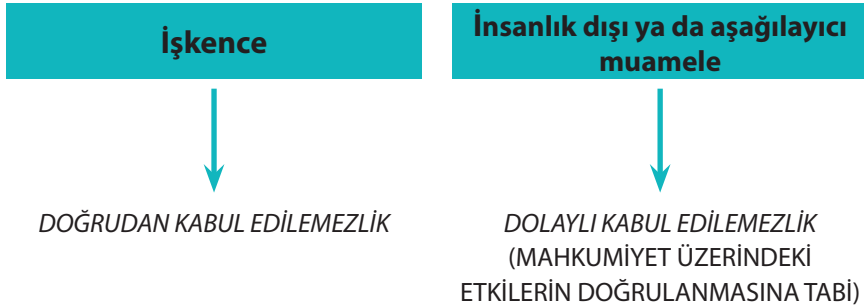 İşkence
İnsanlık dışı ya da aşağılayıcı
muamele
DOĞRUDAN KABUL EDİLEMEZLİK
DOLAYLI KABUL EDİLEMEZLİK
(MAHKUMİYET ÜZERİNDEKİ
ETKİLERİN DOĞRULANMASINA TABİ)